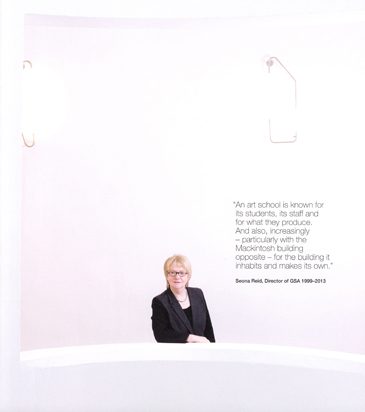 "An art school is known for
its students, its staff and
for what they produce.
And also, increasingly
– particularly with the
Mackintosh building
opposite – for the building it
inhabits and makes its own."
Seona Reid, Director of GSA 1999–2013